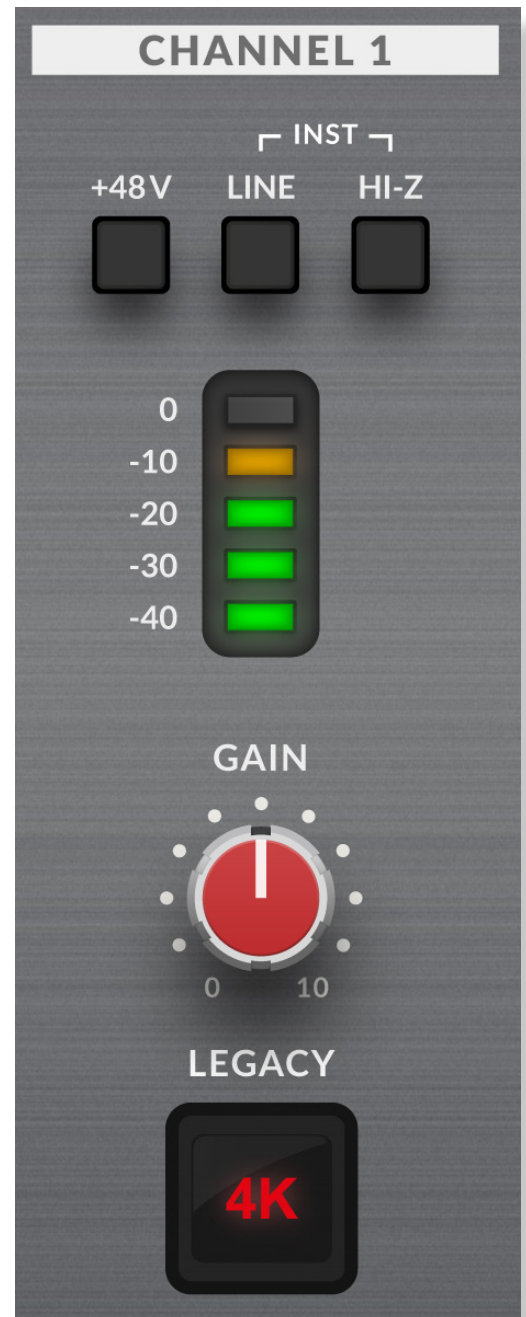 CHANNEL 1
INST
+48V LINE HI-Z
0
-10
-20
-30
-40
GAIN
0 10
LEGACY
4K